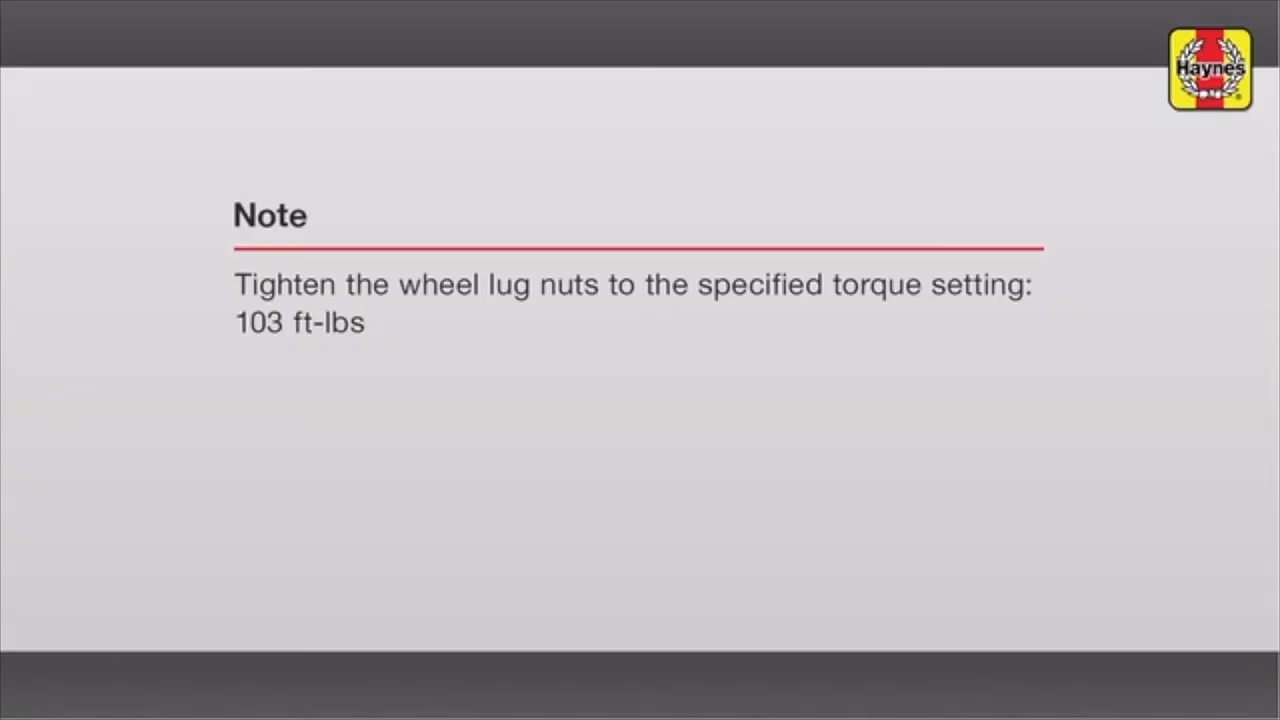 Haynes
Note
Tighten the wheel lug nuts to the specified torque setting:
103 ft-lbs